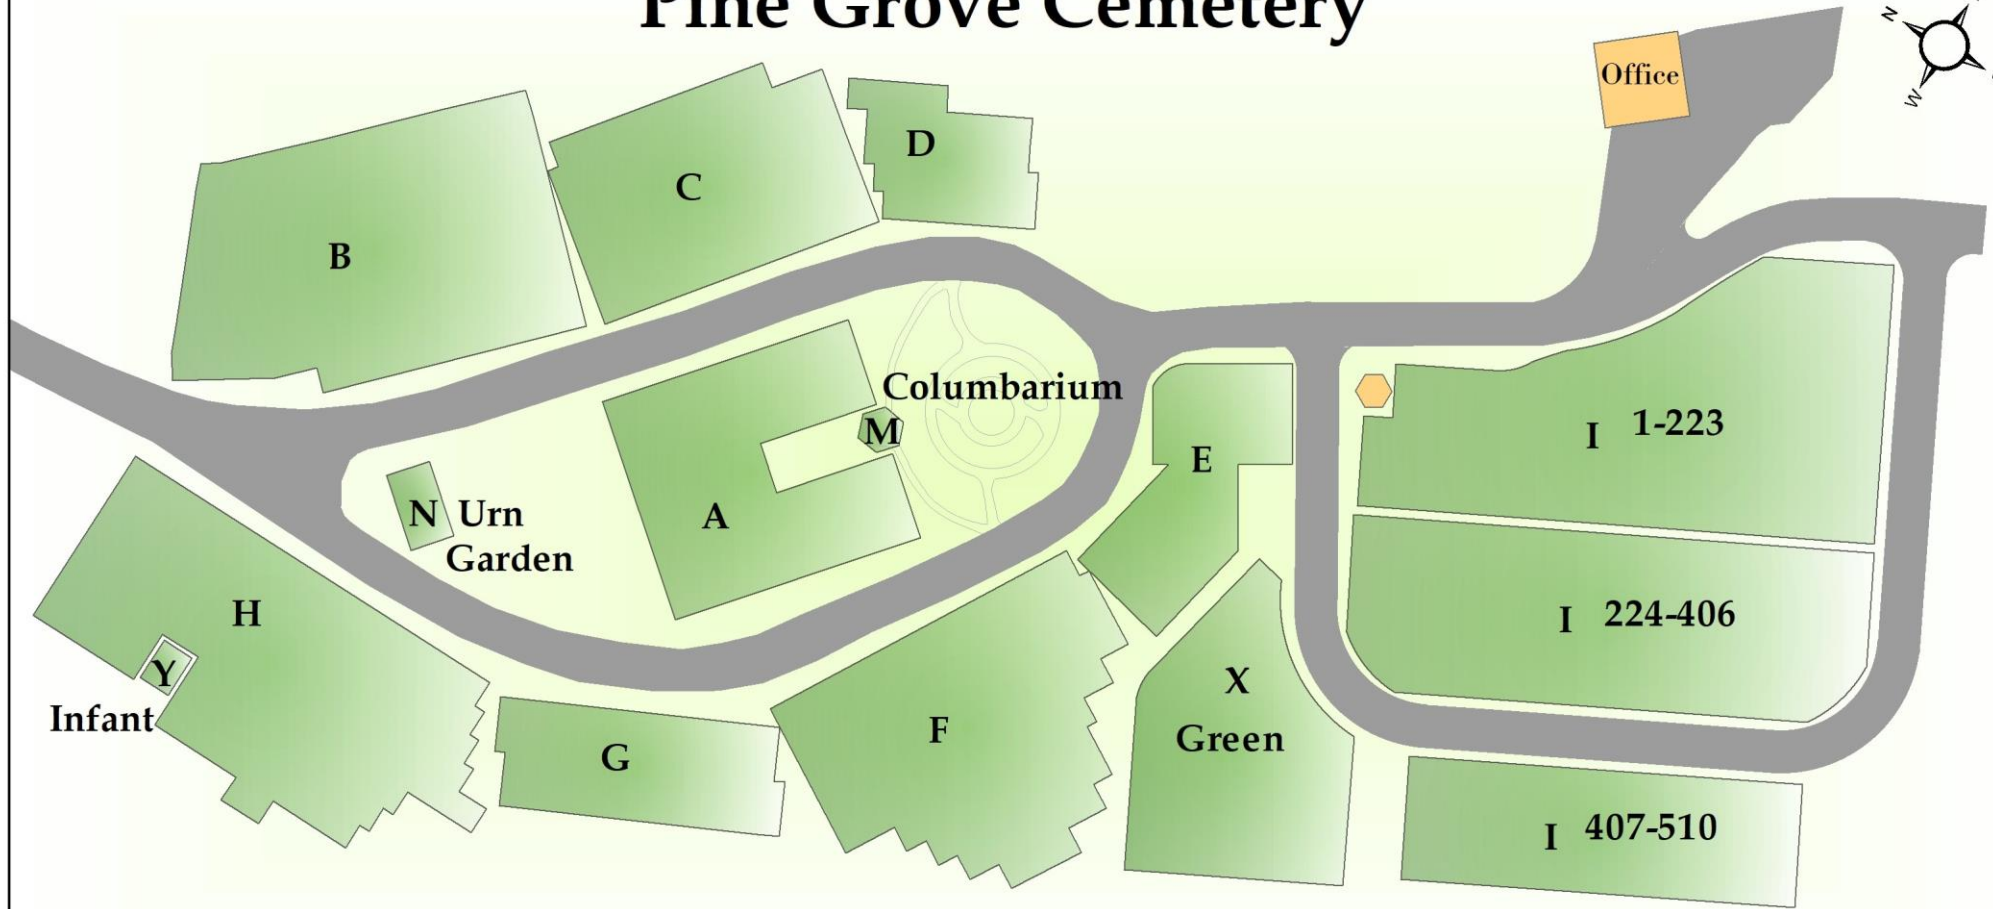 Pine Grove Cemetery
N
W
Office
D
C
B
Columbarium
M
I 1-223
E
A
N Urn
Garden
H
I 224-406
Y
Infant
X
Green
F
G
I 407-510